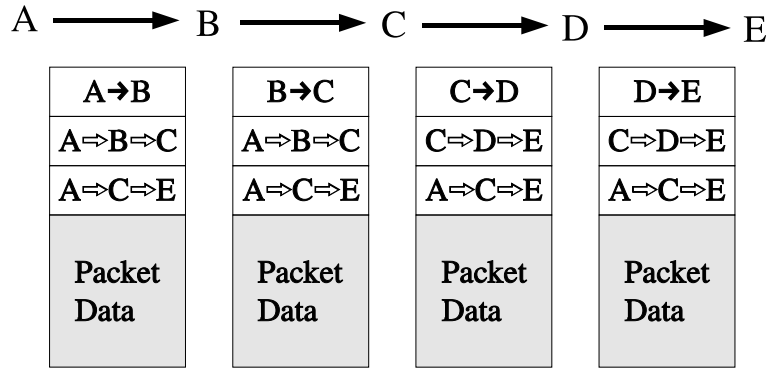 A → B → C → D → E
A→B B→C C→D D→E
A⇨B⇨C A⇨B⇨C C⇨D⇨E C⇨D⇨E
A⇨C⇨E A⇨C⇨E A⇨C⇨E A⇨C⇨E
Packet Packet Packet Packet
Data Data Data Data